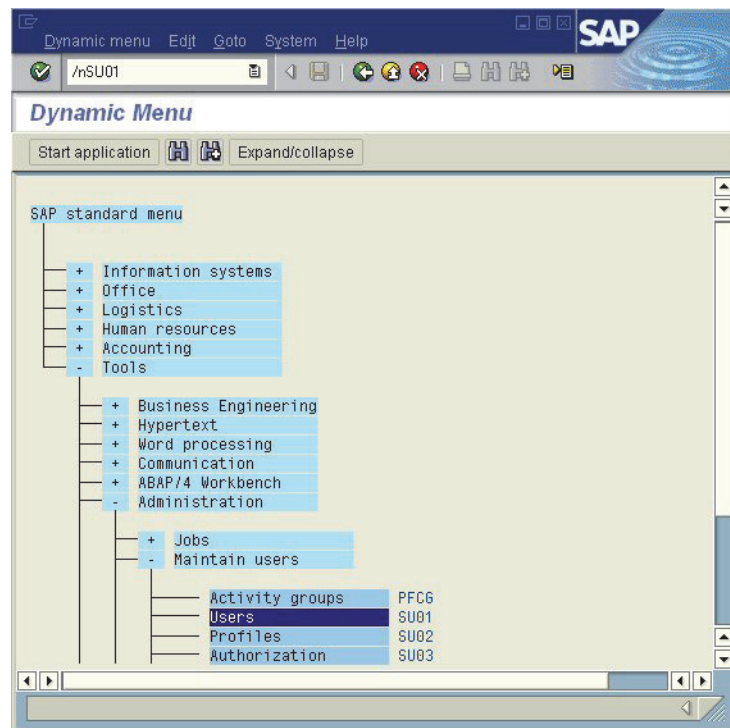 SAP
Dynamic menu Edit Goto System Help
/nSU01
Dynamic Menu
Start application Expand/collapse
SAP standard menu
+ Information systems
+ Office
+ Logistics
+ Human resources
+ Accounting
- Tools
+ Business Engineering
+ Hypertext
+ Word processing
+ Communication
+ ABAP/4 Workbench
- Administration
+ Jobs
- Maintain users
Activity groups PFCG
Users SU01
Profiles SU02
Authorization SU03